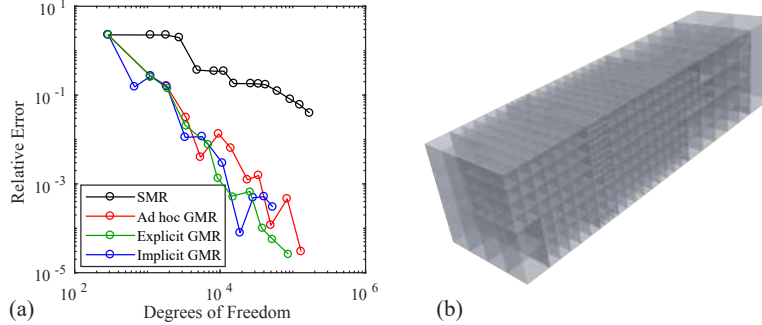 10 1
10 -1
10 -3
10 -5
Relative Error
SMR
Ad hoc GMR
Explicit GMR
Implicit GMR
10 2
10 4
10 6
Degrees of Freedom
(a)
(b)